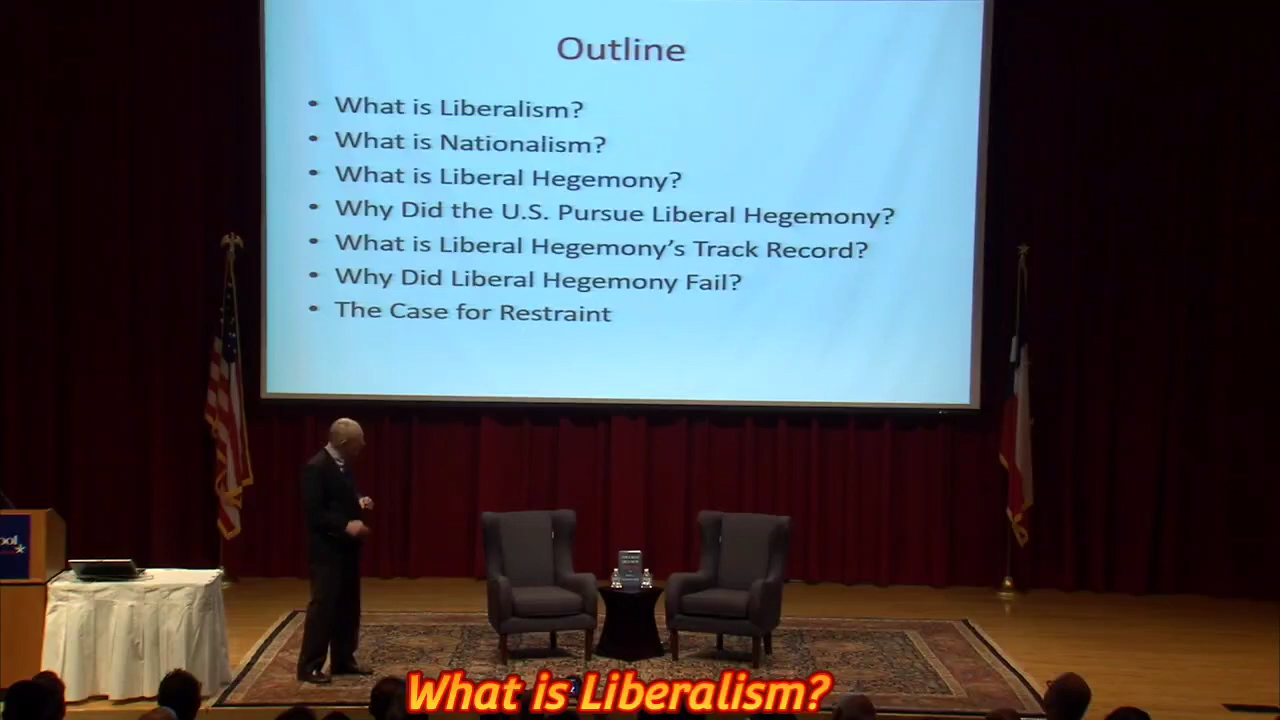 Outline
• What is Liberalism?
• What is Nationalism?
• What is Liberal Hegemony?
• Why Did the U.S. Pursue Liberal Hegemony?
• What is Liberal Hegemony's Track Record?
• Why Did Liberal Hegemony Fail?
• The Case for Restraint
What is Liberalism?